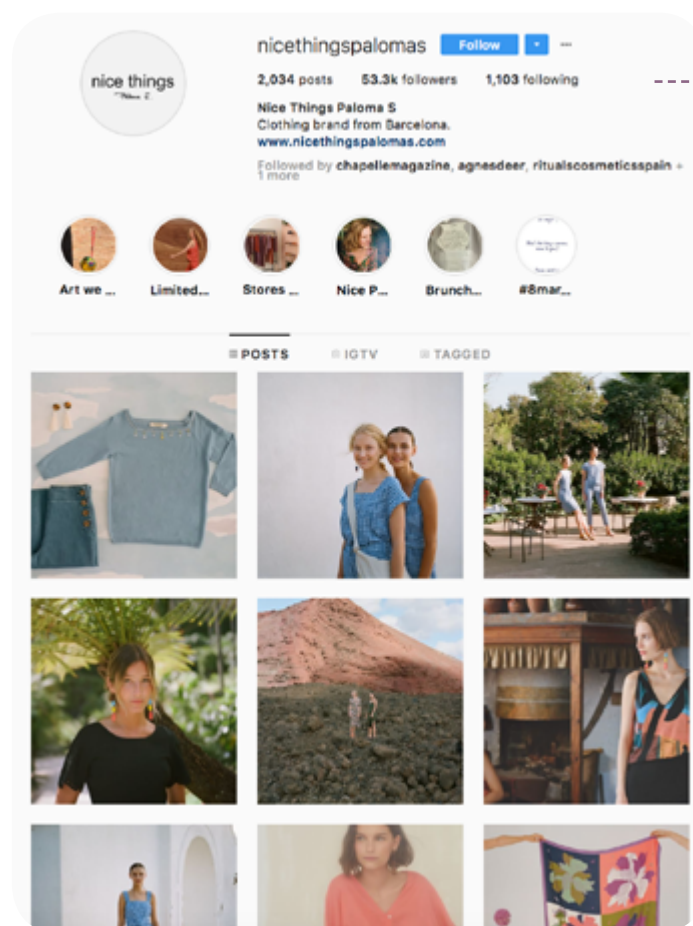 nice things
Paloma S.
nicethingspalomas Follow
2,034 posts 53.3k followers 1,103 following
Nice Things Paloma S
Clothing brand from Barcelona.
www.nicethingspalomas.com
Followed by chapellemagazine, agnesdeer, ritualscosmeticsspain +
1 more
Art we ... Limited... Stores ... Nice P... Brunch... #8mar...
POSTS IGTV TAGGED